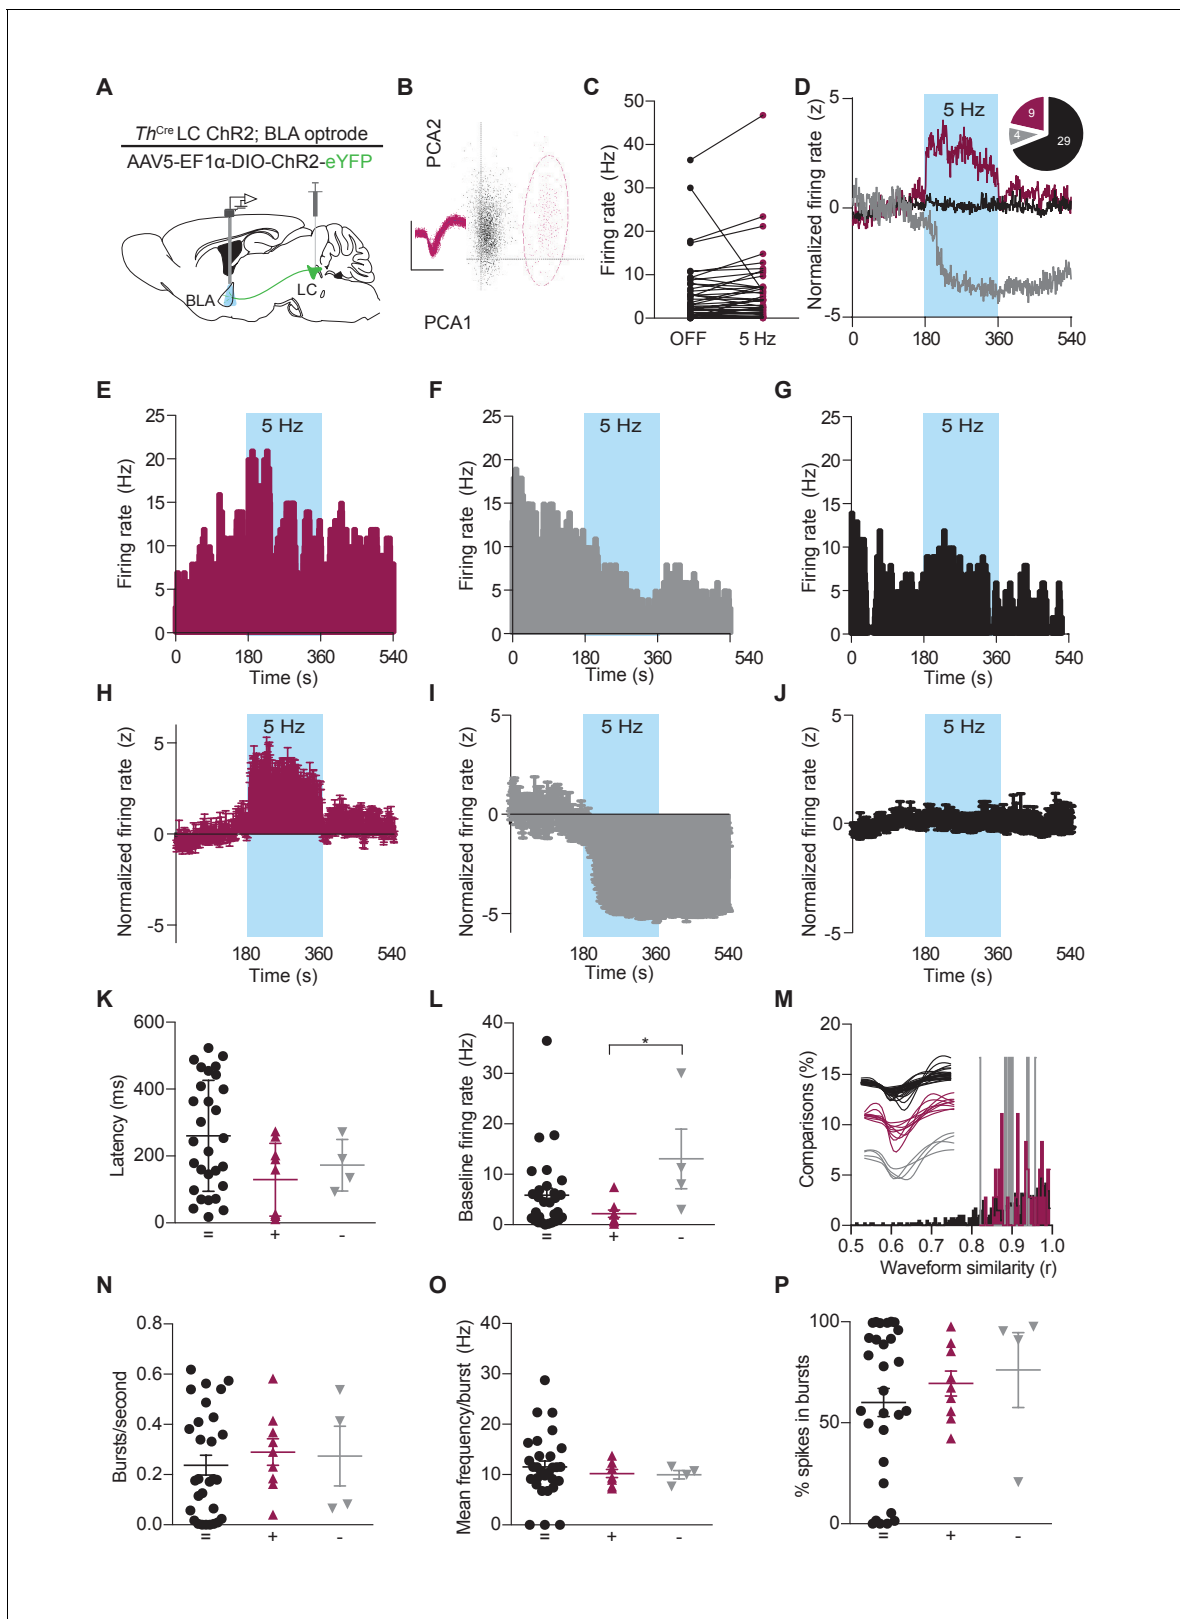 A
Th^Cre LC ChR2; BLA optrode
AAV5-EF1α-DIO-ChR2-eYFP
BLA
LC
B
PCA2
PCA1
C
Firing rate (Hz)
50
40
30
20
10
0
OFF 5 Hz
D
Normalized firing rate (z)
5 Hz
9
4
29
5
0
-5
0 180 360 540
E
Firing rate (Hz)
5 Hz
25
20
15
10
5
0
0 180 360 540
Time (s)
F
Firing rate (Hz)
5 Hz
25
20
15
10
5
0
0 180 360 540
Time (s)
G
Firing rate (Hz)
5 Hz
25
20
15
10
5
0
0 180 360 540
Time (s)
H
Normalized firing rate (z)
5 Hz
5
0
-5
180 360 540
Time (s)
I
Normalized firing rate (z)
5 Hz
5
0
-5
180 360 540
Time (s)
J
Normalized firing rate (z)
5 Hz
5
0
-5
180 360 540
Time (s)
K
Latency (ms)
600
400
200
0
= + -
L
Baseline firing rate (Hz)
*
40
30
20
10
0
= + -
M
Comparisons (%)
20
15
10
5
0
0.5 0.6 0.7 0.8 0.9 1.0
Waveform similarity (r)
N
Bursts/second
0.8
0.6
0.4
0.2
0.0
= + -
O
Mean frequency/burst (Hz)
40
30
20
10
0
= + -
P
% spikes in bursts
100
50
0
= + -